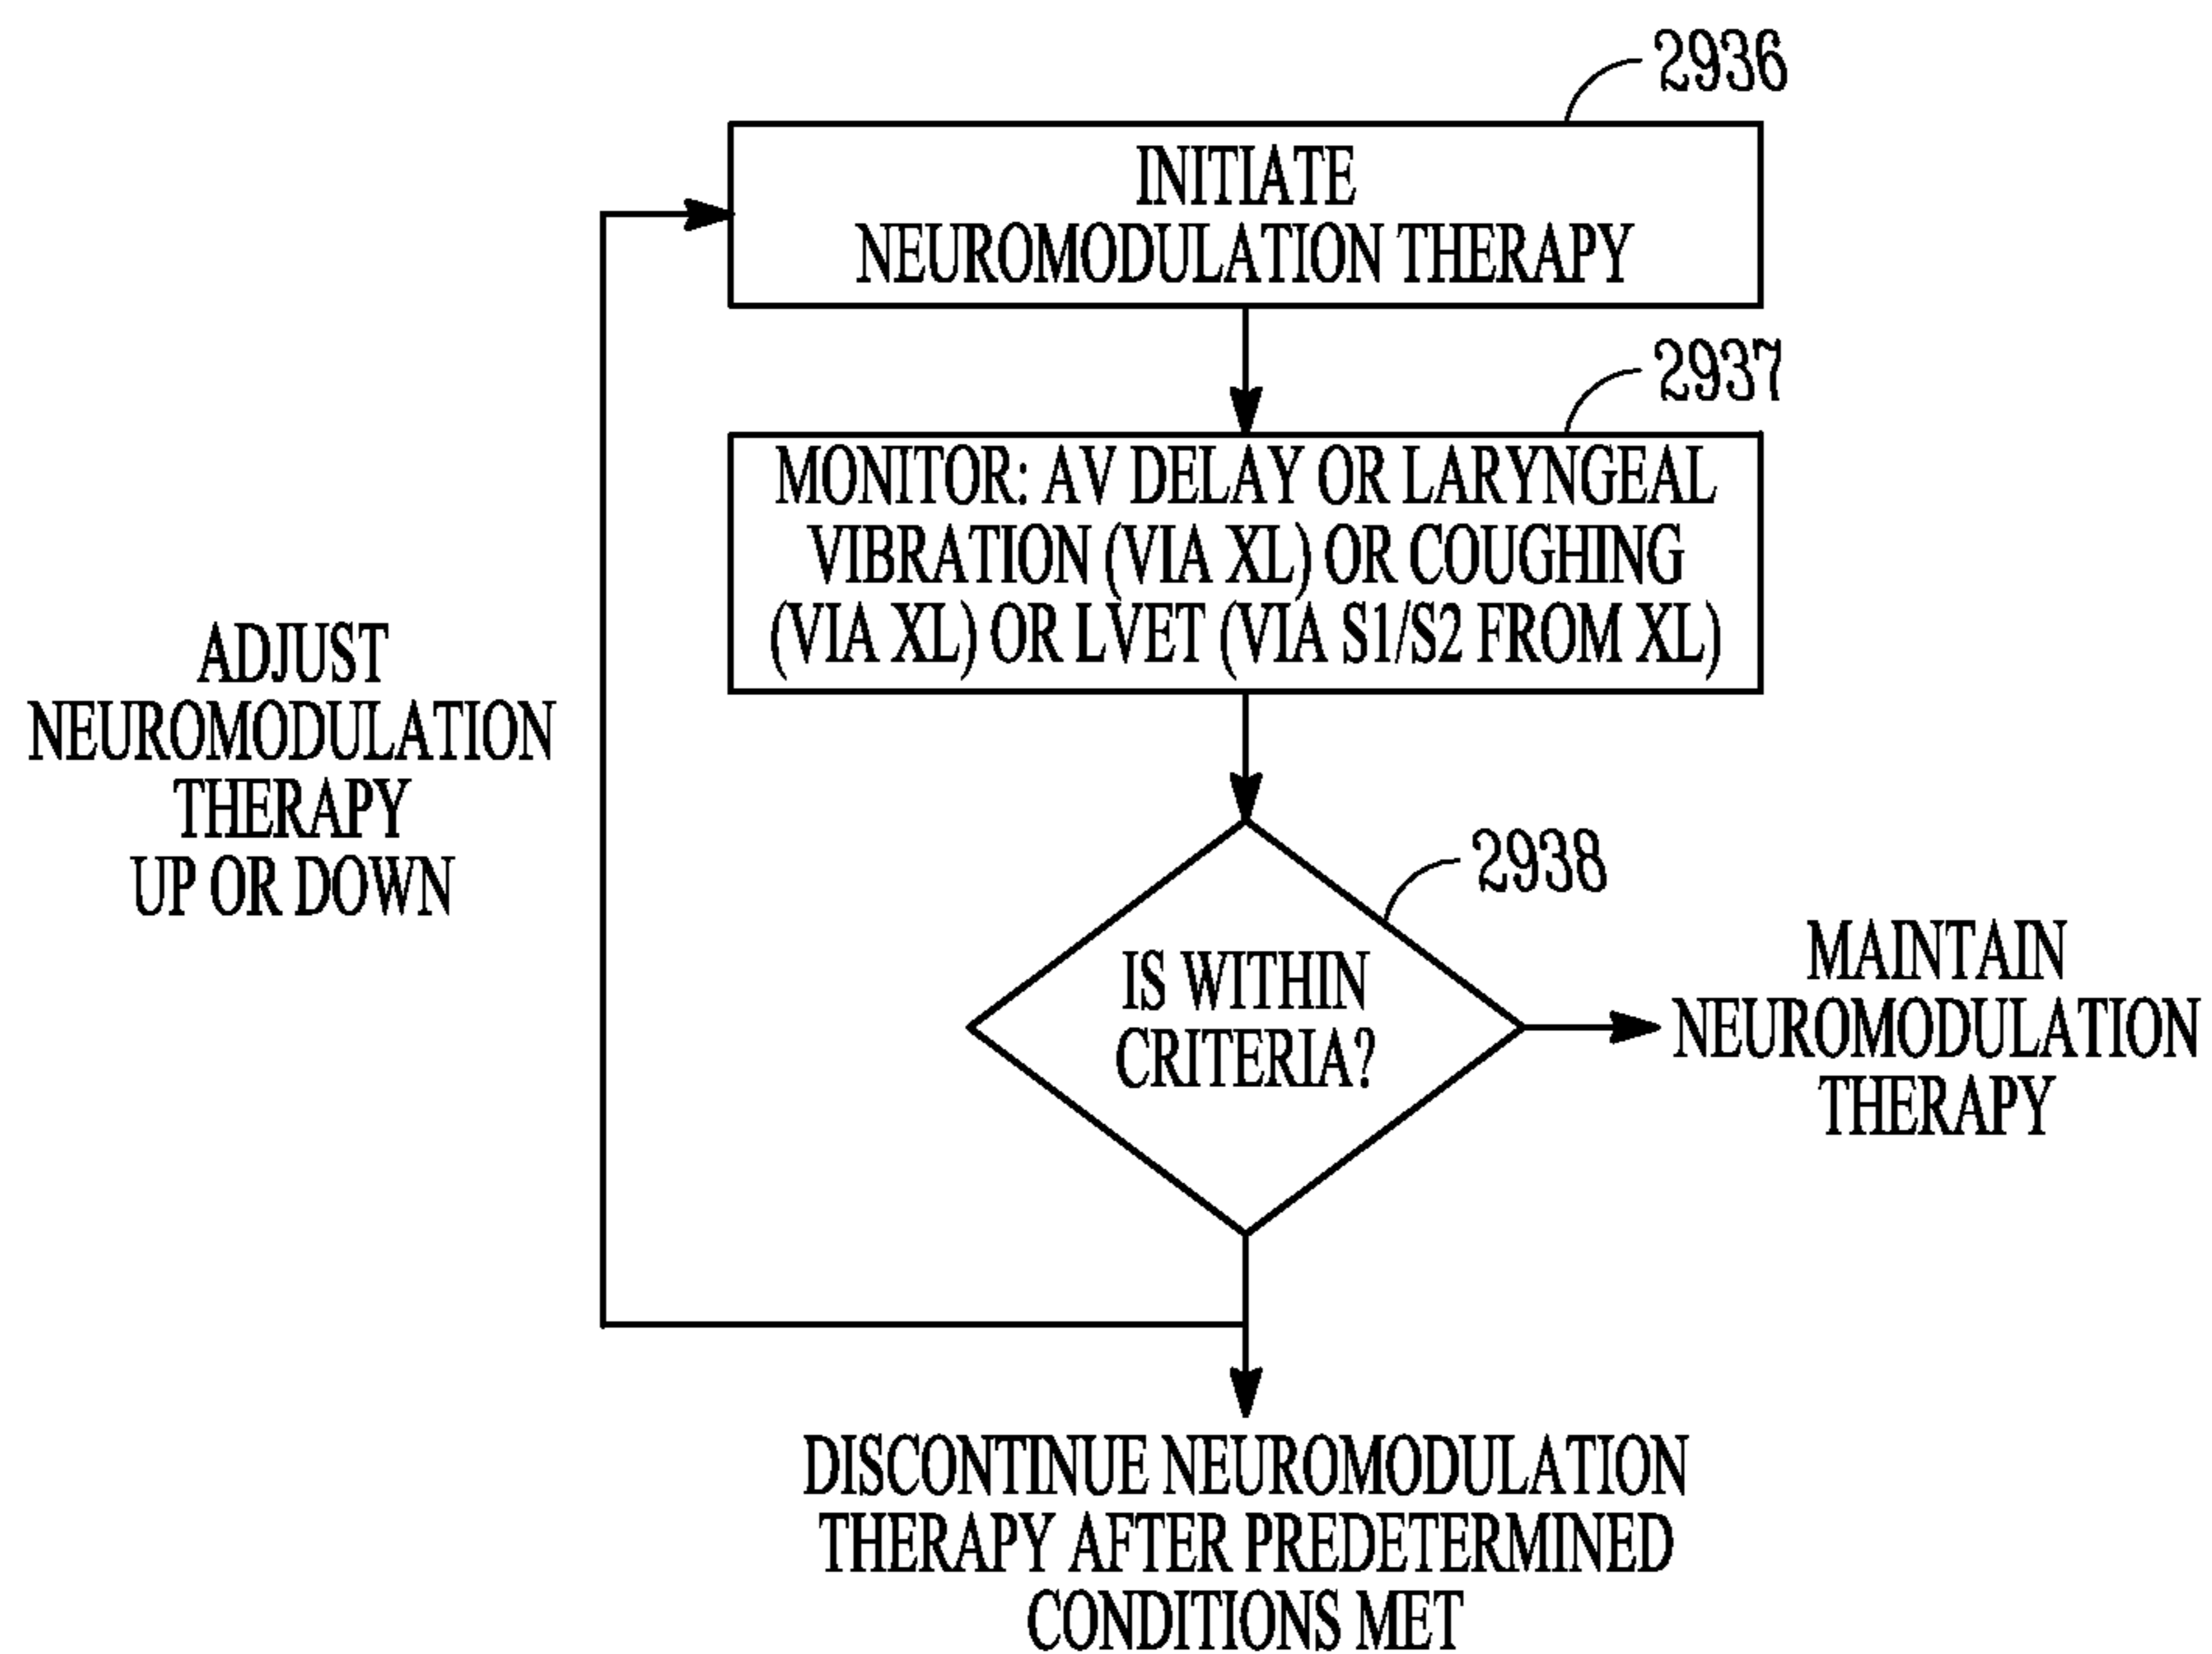 2936
INITIATE
NEUROMODULATION THERAPY
2937
MONITOR: AV DELAY OR LARYNGEAL
VIBRATION (VIA XL) OR COUGHING
(VIA XL) OR LVET (VIA S1/S2 FROM XL)
ADJUST
NEUROMODULATION
THERAPY
UP OR DOWN
2938
IS WITHIN
CRITERIA?
MAINTAIN
NEUROMODULATION
THERAPY
DISCONTINUE NEUROMODULATION
THERAPY AFTER PREDETERMINED
CONDITIONS MET